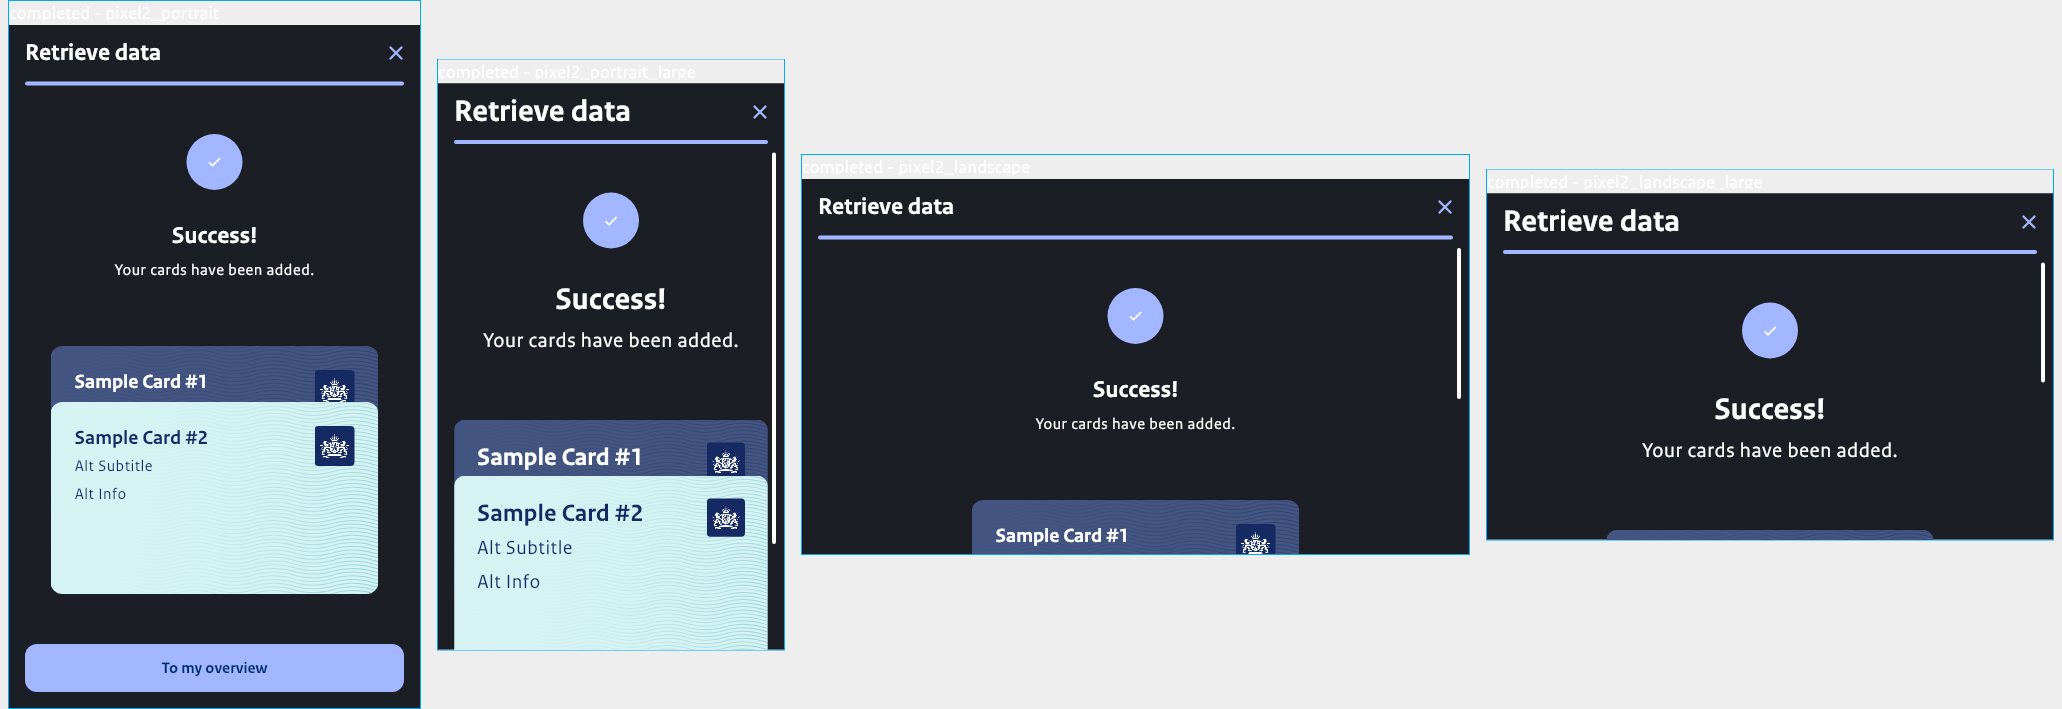 completed - pixel2_portrait
Retrieve data
Success!
Your cards have been added.
Sample Card #1
Sample Card #2
Alt Subtitle
Alt Info
To my overview
completed - pixel2_portrait_large
Retrieve data
Success!
Your cards have been added.
Sample Card #1
Sample Card #2
Alt Subtitle
Alt Info
completed - pixel2_landscape
Retrieve data
Success!
Your cards have been added.
Sample Card #1
completed - pixel2_landscape_large
Retrieve data
Success!
Your cards have been added.